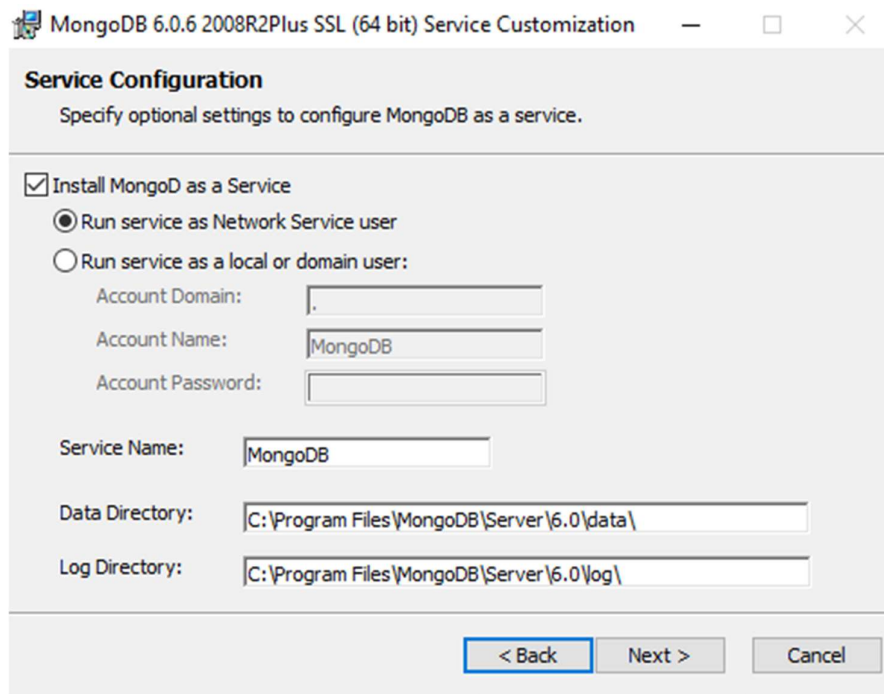 MongoDB 6.0.6 2008R2Plus SSL (64 bit) Service Customization
Service Configuration
Specify optional settings to configure MongoDB as a service.
Install MongoD as a Service
Run service as Network Service user
Run service as a local or domain user:
Account Domain: .
Account Name: MongoDB
Account Password:
Service Name: MongoDB
Data Directory: C:\Program Files\MongoDB\Server\6.0\data\
Log Directory: C:\Program Files\MongoDB\Server\6.0\log\
< Back Next > Cancel